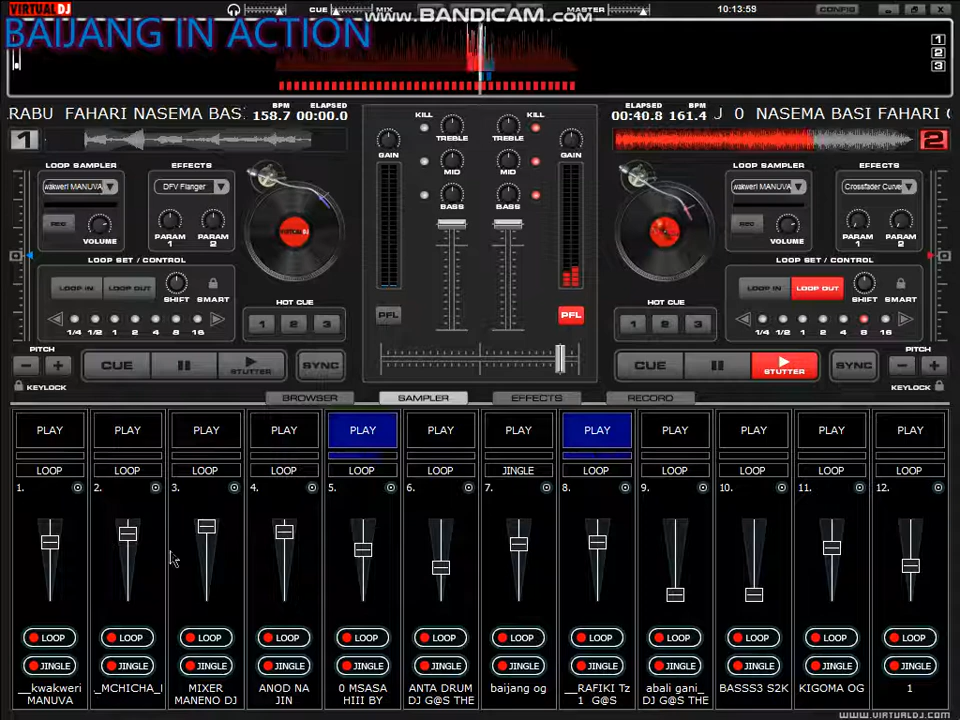 VIRTUAL DJ
CUE MIX
www.BANDICAM.com
MASTER
10:13:59
CONFIG
BAIJANG IN ACTION
1
2
3
RABU FAHARI NASEMA BAS
BPM ELAPSED
158.7 00:00.0
ELAPSED BPM
00:40.8 161.4
J 0 NASEMA BASI FAHARI
1
2
KILL KILL
TREBLE TREBLE
GAIN GAIN
MID MID
BASS BASS
LOOP SAMPLER EFFECTS
wakweri MANUVA DFV Flanger
REC VOLUME PARAM 1 PARAM 2
LOOP SET / CONTROL
LOOP IN LOOP OUT SHIFT SMART
1/4 1/2 1 2 4 8 16
HOT CUE
1 2 3
PFL PFL
LOOP SAMPLER EFFECTS
wakweri MANUVA Crossfader Curve
REC VOLUME PARAM 1 PARAM 2
LOOP SET / CONTROL
LOOP IN LOOP OUT SHIFT SMART
HOT CUE
1 2 3
1/4 1/2 1 2 4 8 16
PITCH PITCH
- + CUE STUTTER SYNC CUE STUTTER SYNC - +
KEYLOCK KEYLOCK
BROWSER SAMPLER EFFECTS RECORD
PLAY PLAY PLAY PLAY PLAY PLAY PLAY PLAY PLAY PLAY PLAY PLAY
LOOP LOOP LOOP LOOP LOOP LOOP JINGLE LOOP LOOP LOOP LOOP LOOP
1. 2. 3. 4. 5. 6. 7. 8. 9. 10. 11. 12.
LOOP LOOP LOOP LOOP LOOP LOOP LOOP LOOP LOOP LOOP LOOP LOOP
JINGLE JINGLE JINGLE JINGLE JINGLE JINGLE JINGLE JINGLE JINGLE JINGLE JINGLE JINGLE
__kwakweri _MCHICHA_ MIXER ANOD NA 0 MSASA ANTA DRUM baijang og __RAFIKI Tz abali gani_ BASSS3 S2K KIGOMA OG 1
MANUVA MANENO DJ JIN HIII BY DJ G@S THE 1 G@S DJ G@S THE
www.VIRTUALDJ.com